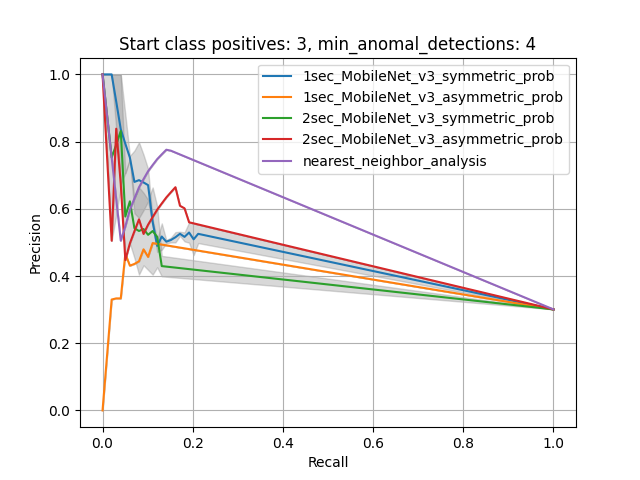 Start class positives: 3, min_anomal_detections: 4
1sec_MobileNet_v3_symmetric_prob
1sec_MobileNet_v3_asymmetric_prob
2sec_MobileNet_v3_symmetric_prob
2sec_MobileNet_v3_asymmetric_prob
nearest_neighbor_analysis
Precision
1.0
0.8
0.6
0.4
0.2
0.0
0.0 0.2 0.4 0.6 0.8 1.0
Recall